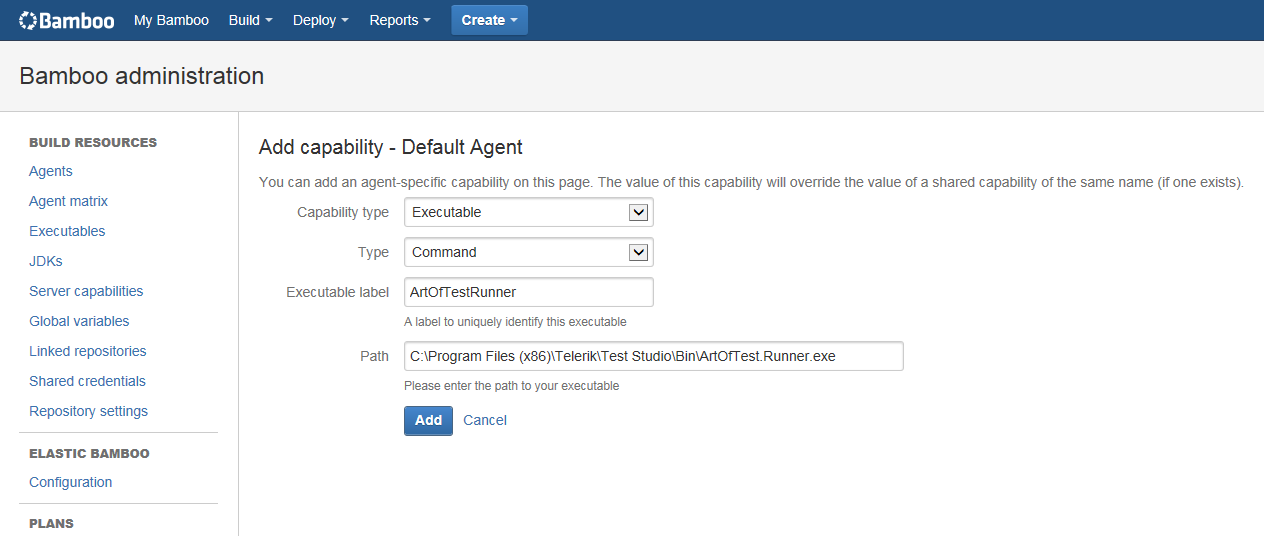 Bamboo My Bamboo Build Deploy Reports Create
Bamboo administration
BUILD RESOURCES
Agents
Agent matrix
Executables
JDKs
Server capabilities
Global variables
Linked repositories
Shared credentials
Repository settings
ELASTIC BAMBOO
Configuration
PLANS
Add capability - Default Agent
You can add an agent-specific capability on this page. The value of this capability will override the value of a shared capability of the same name (if one exists).
Capability type Executable
Type Command
Executable label ArtOfTestRunner
A label to uniquely identify this executable
Path C:\Program Files (x86)\Telerik\Test Studio\Bin\ArtOfTest.Runner.exe
Please enter the path to your executable
Add Cancel